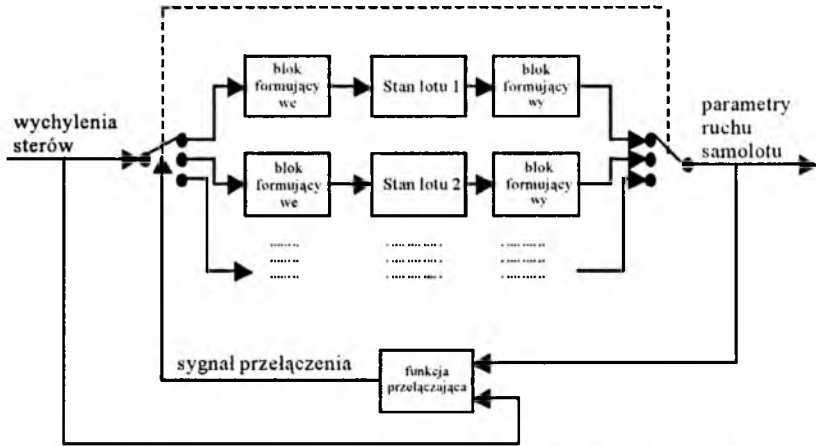 blok
formujący
we
Stan lotu 1
blok
formujący
wy
wychylenia
sterów
parametry
ruchu
samolotu
blok
formujący
we
Stan lotu 2
blok
formujący
wy
sygnał przełączenia
funkcja
przełączająca